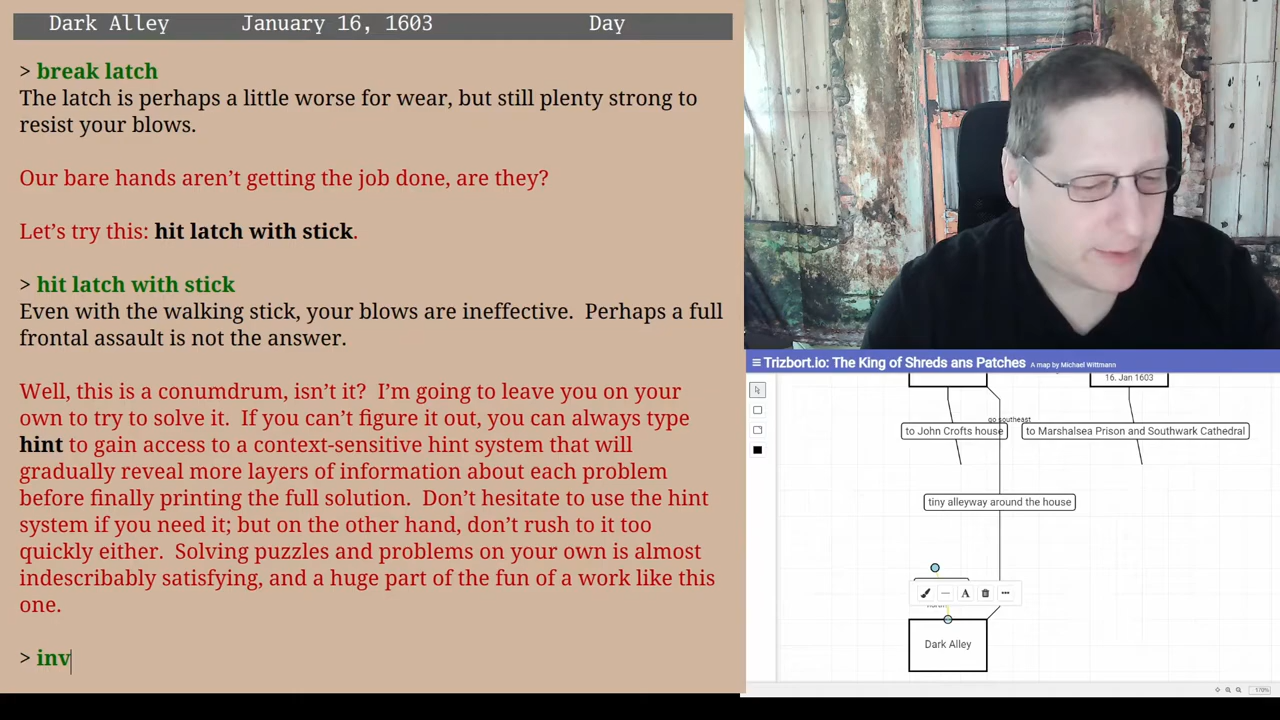 Dark Alley January 16, 1603 Day
> break latch
The latch is perhaps a little worse for wear, but still plenty strong to
resist your blows.
Our bare hands aren’t getting the job done, are they?
Let’s try this: hit latch with stick.
> hit latch with stick
Even with the walking stick, your blows are ineffective.  Perhaps a full
frontal assault is not the answer.
Well, this is a conumdrum, isn’t it?  I’m going to leave you on your
own to try to solve it.  If you can’t figure it out, you can always type
hint to gain access to a context-sensitive hint system that will
gradually reveal more layers of information about each problem
before finally printing the full solution.  Don’t hesitate to use the hint
system if you need it; but on the other hand, don’t rush to it too
quickly either.  Solving puzzles and problems on your own is almost
indescribably satisfying, and a huge part of the fun of a work like this
one.
> inv
Trizbort.io: The King of Shreds ans Patches A map by Michael Wittmann
16. Jan 1603
go southeast
to John Crofts house
to Marshalsea Prison and Southwark Cathedral
tiny alleyway around the house
A
Dark Alley
170%